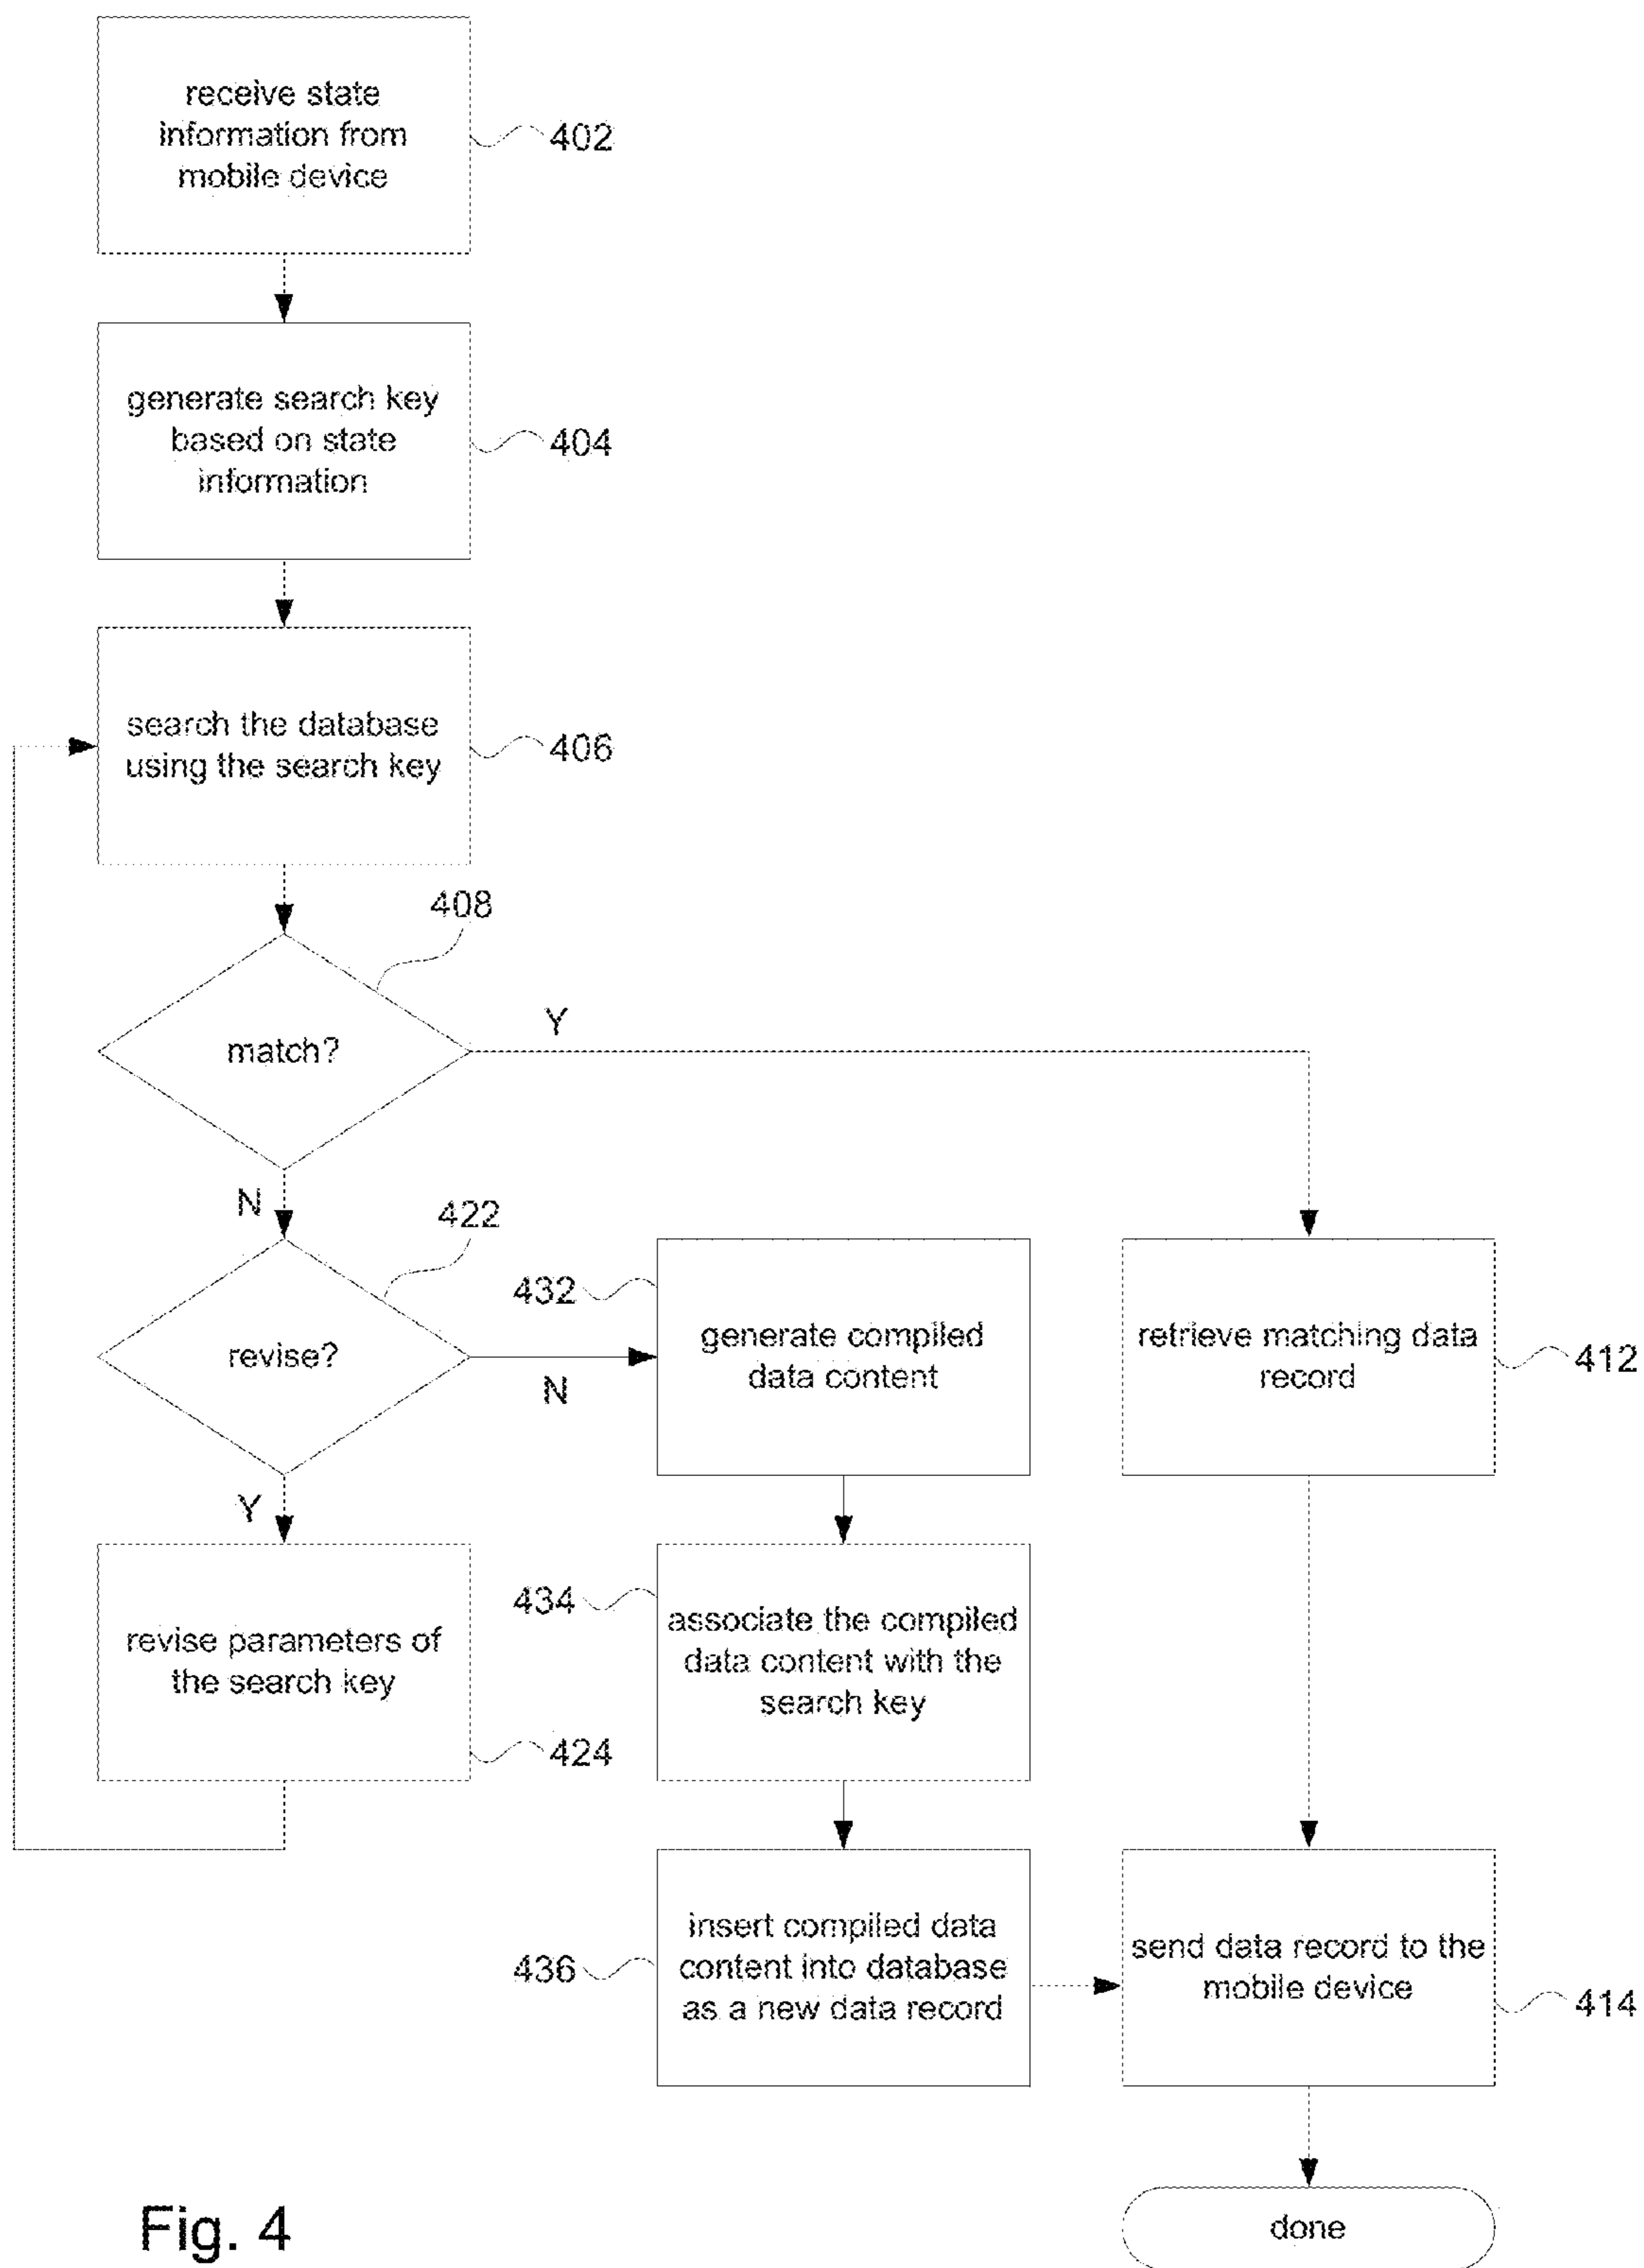 receive state
information from
mobile device
402
generate search key
based on state
information
404
search the database
using the search key
406
408
match?
Y
N
422
revise?
N
432
generate compiled
data content
retrieve matching data
record
412
Y
revise parameters of
the search key
424
434
associate the compiled
data content with the
search key
436
insert compiled data
content into database
as a new data record
send data record to the
mobile device
414
done
Fig. 4